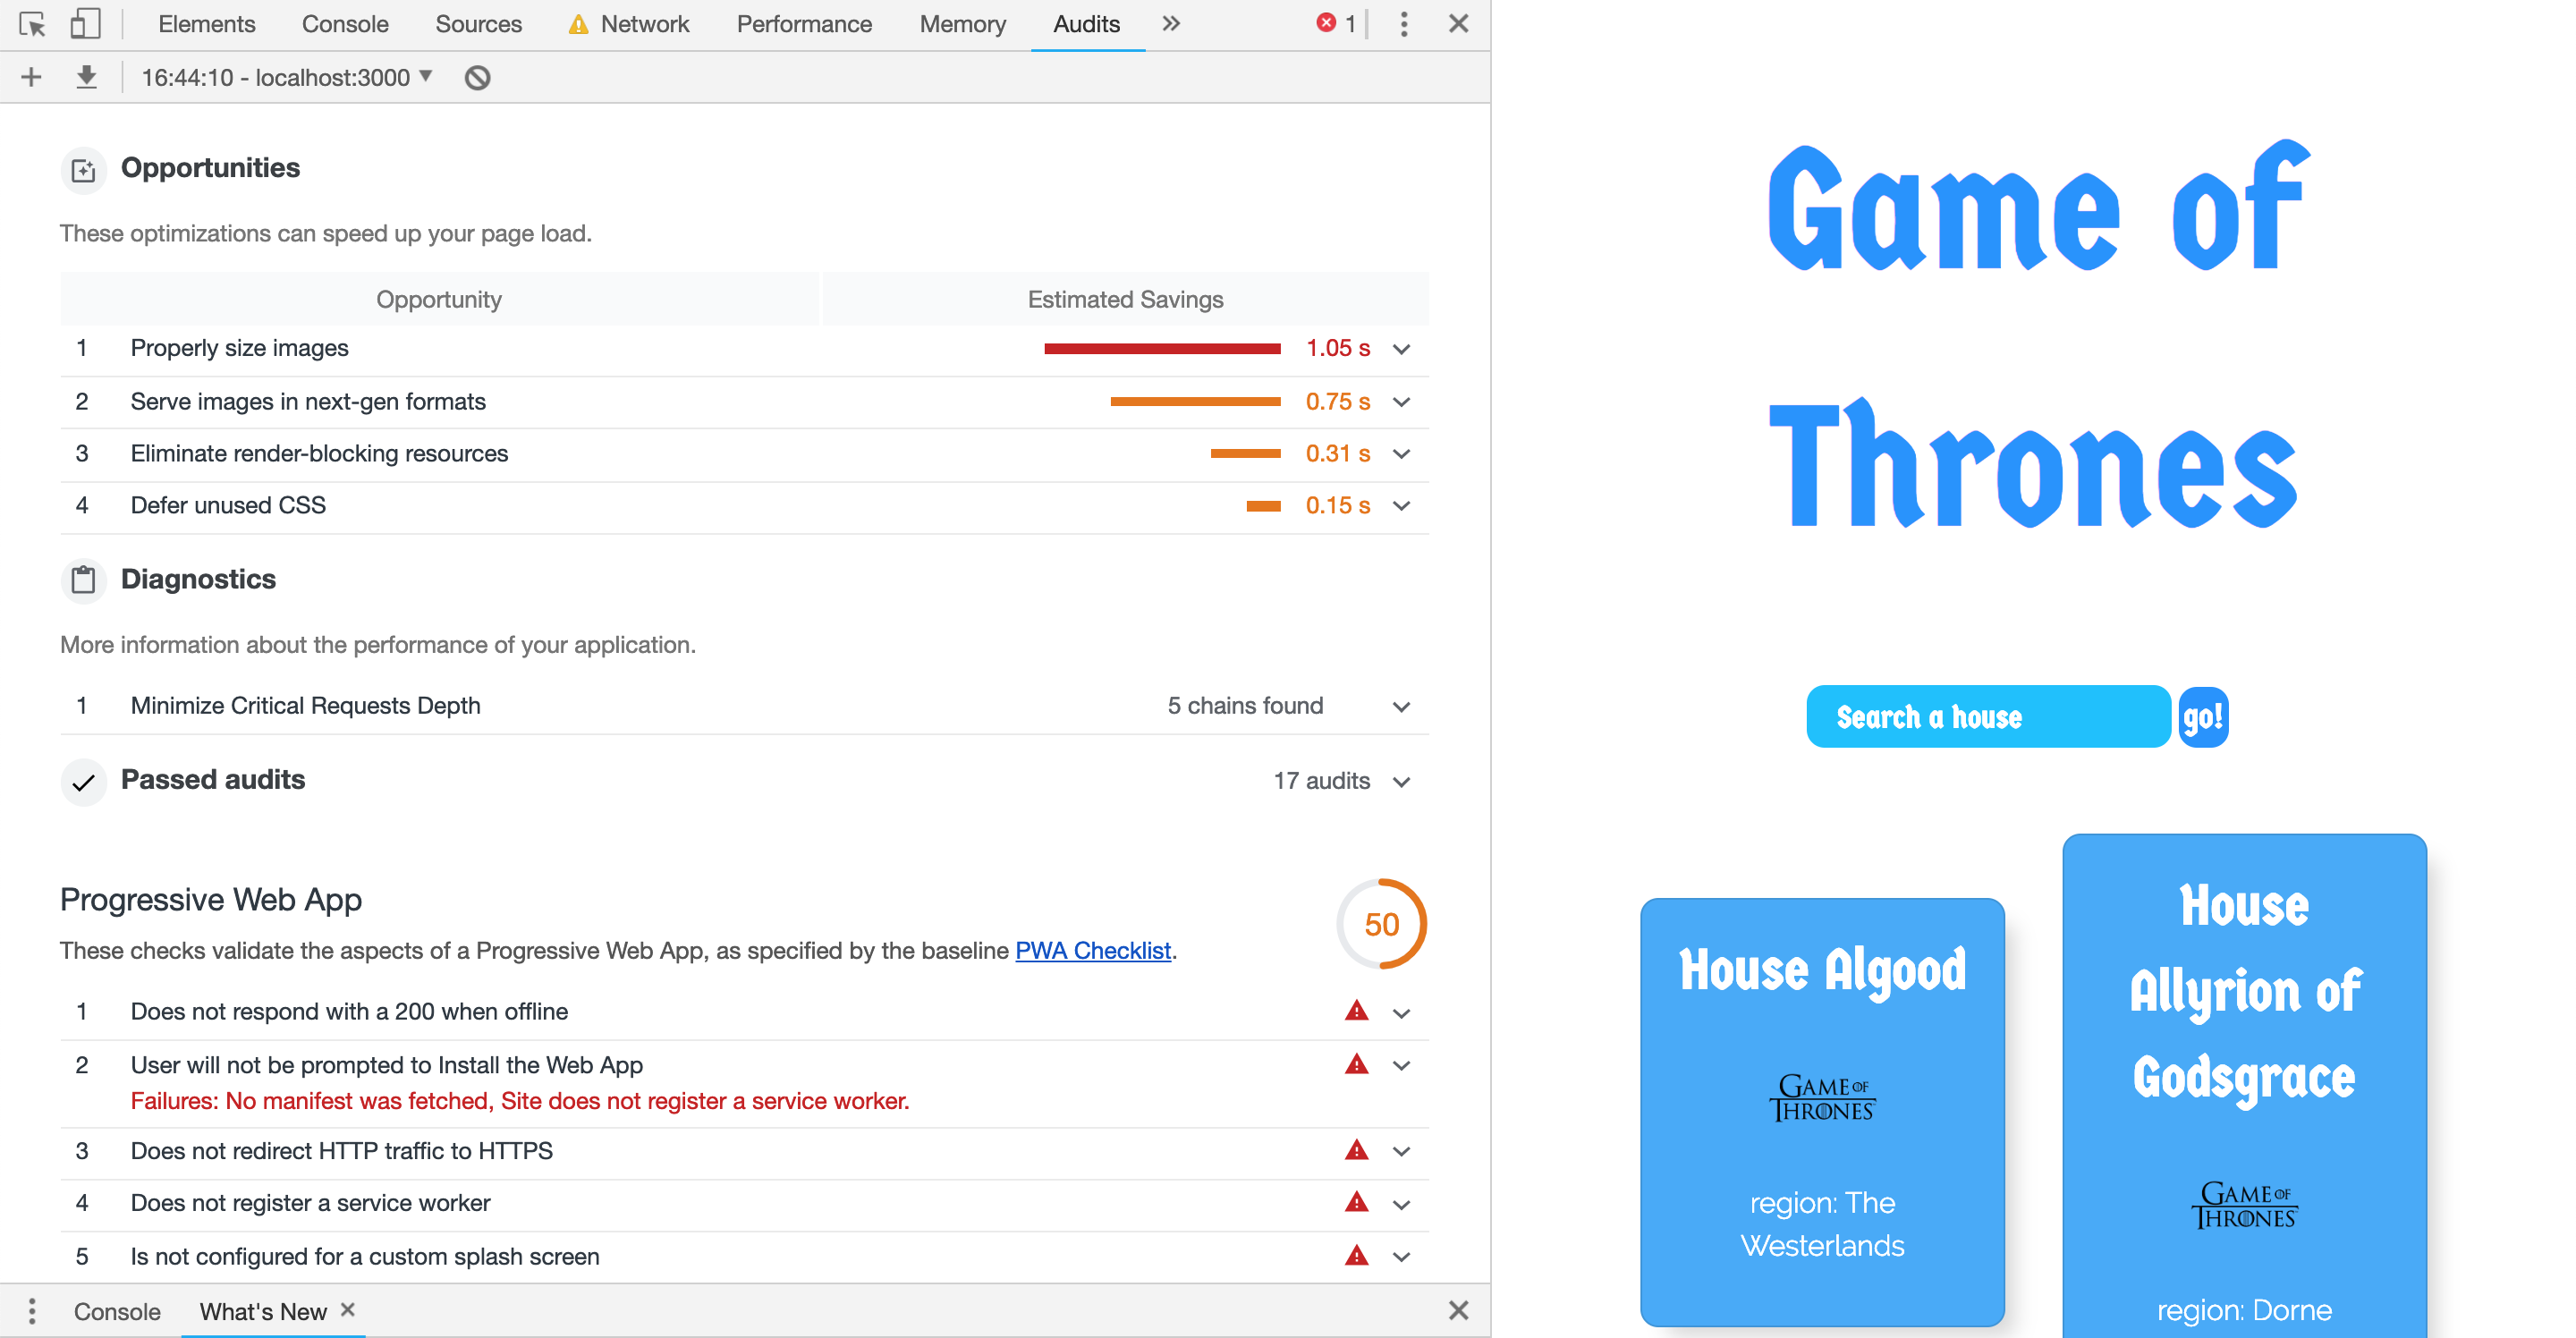 Elements Console Sources Network Performance Memory Audits » 1
16:44:10 - localhost:3000
Opportunities
These optimizations can speed up your page load.
Opportunity Estimated Savings
1 Properly size images 1.05 s
2 Serve images in next-gen formats 0.75 s
3 Eliminate render-blocking resources 0.31 s
4 Defer unused CSS 0.15 s
Diagnostics
More information about the performance of your application.
1 Minimize Critical Requests Depth 5 chains found
Passed audits 17 audits
Progressive Web App 50
These checks validate the aspects of a Progressive Web App, as specified by the baseline PWA Checklist.
1 Does not respond with a 200 when offline
2 User will not be prompted to Install the Web App
Failures: No manifest was fetched, Site does not register a service worker.
3 Does not redirect HTTP traffic to HTTPS
4 Does not register a service worker
5 Is not configured for a custom splash screen
Console What's New
Game of
Thrones
Search a house go!
House Algood
GAME OF
THRONES
region: The
Westerlands
House
Allyrion of
Godsgrace
GAME OF
THRONES
region: Dorne